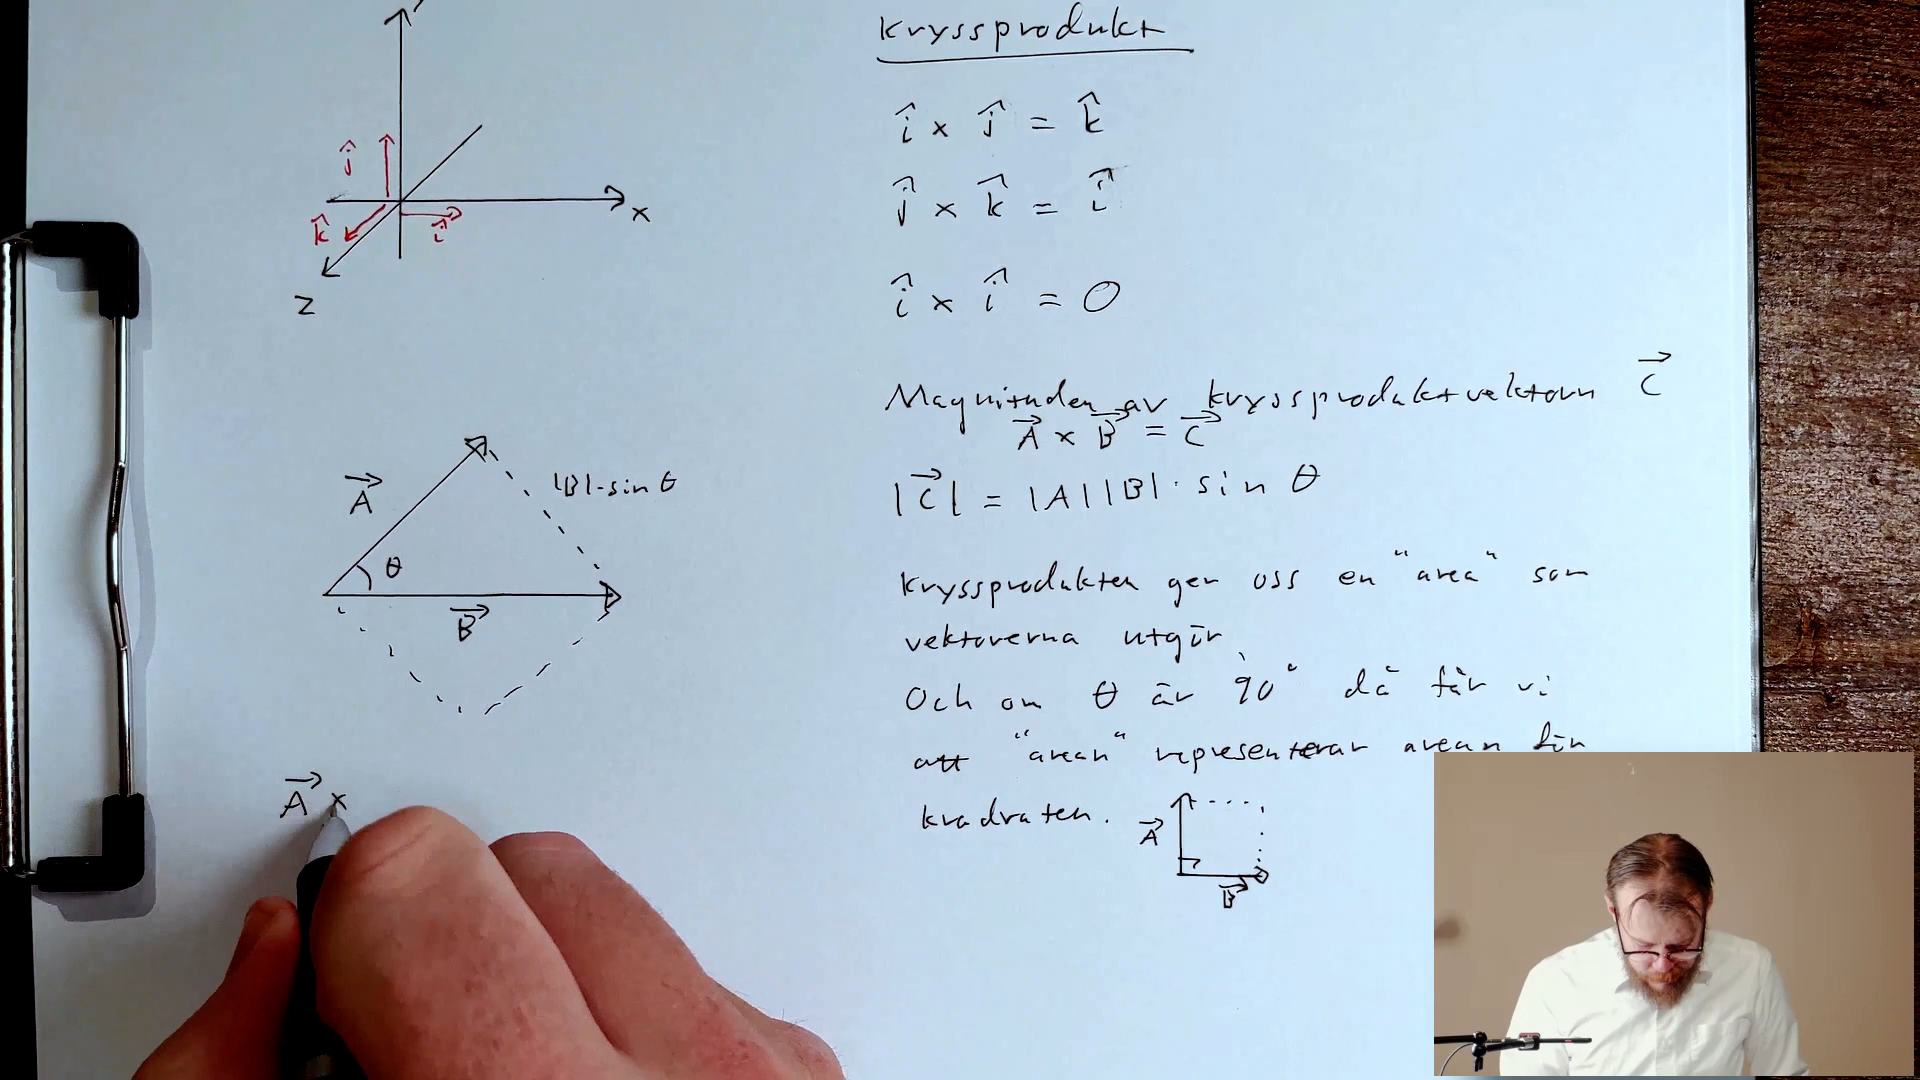 Kryssprodukt
î × ĵ = k̂
ĵ × k̂ = î
î × î = 0
ĵ
k̂
î
x
z
Magnituden av kryssproduktvektorn C⃗
A⃗ × B⃗ = C⃗
|C⃗| = |A||B| · sin θ
A⃗
|B|·sin θ
θ
B⃗
Kryssprodukten ger oss en "area" som
vektorerna utgör.
Och om θ är 90° då får vi
att "arean" representerar arean för
kvadraten.
A⃗
B⃗
A⃗ ×